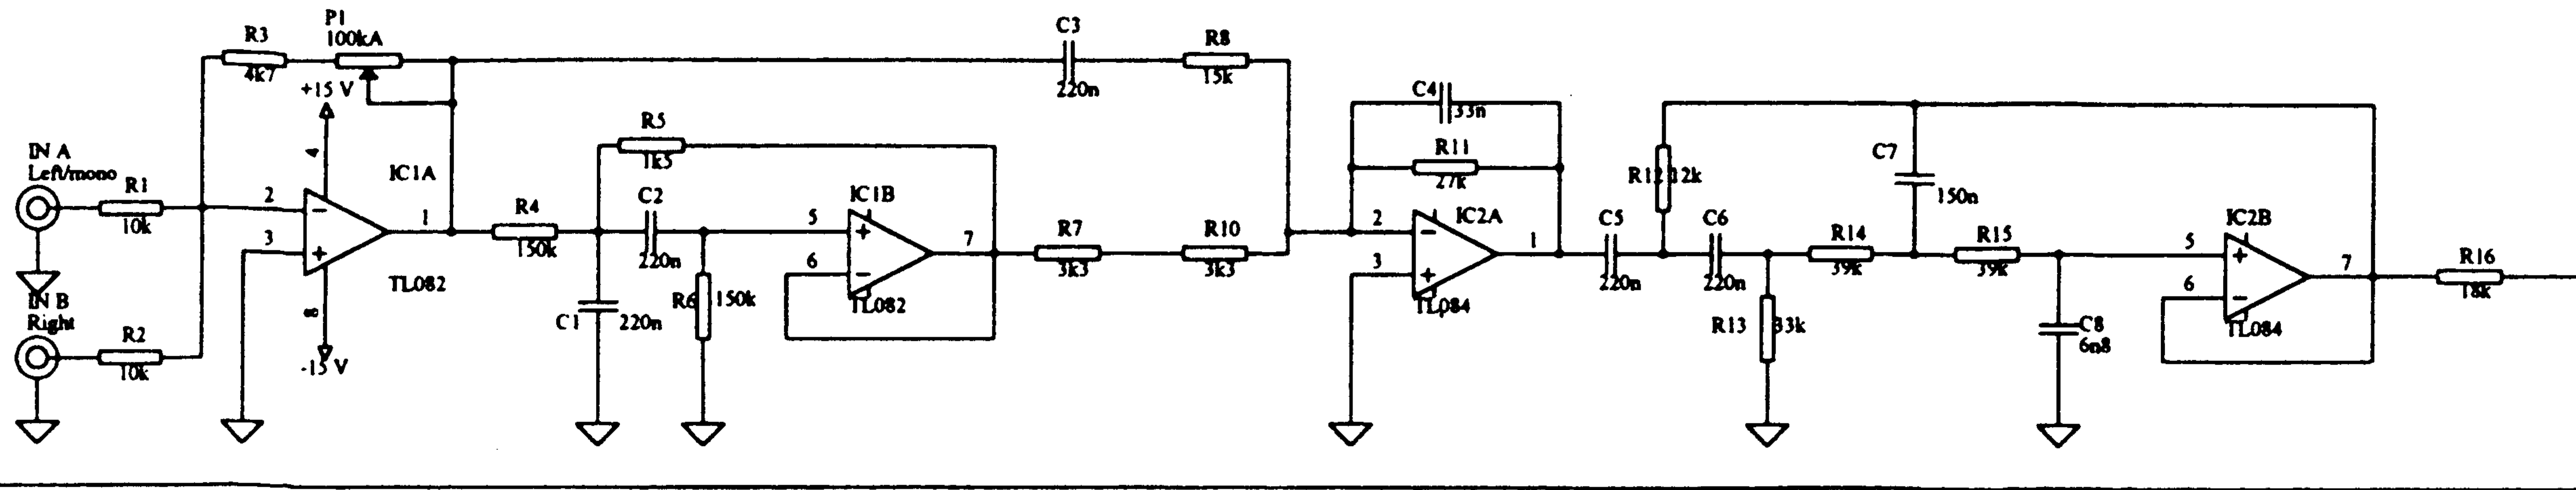 P1
100kA
R3
4k7
+15 V
4
IN A
Left/mono
R1
10k
2
3
IC1A
1
TL082
8
-15 V
IN B
Right
R2
10k
R4
150k
R5
1k5
C2
220n
C1
220n
R6
150k
IC1B
5
6
7
TL082
R7
3k3
C3
220n
R8
15k
R10
3k3
C4
33n
R11
27k
IC2A
2
3
1
TL084
C5
220n
R12
12k
C6
220n
R13
33k
R14
39k
C7
150n
R15
39k
C8
6n8
IC2B
5
6
7
TL084
R16
18k